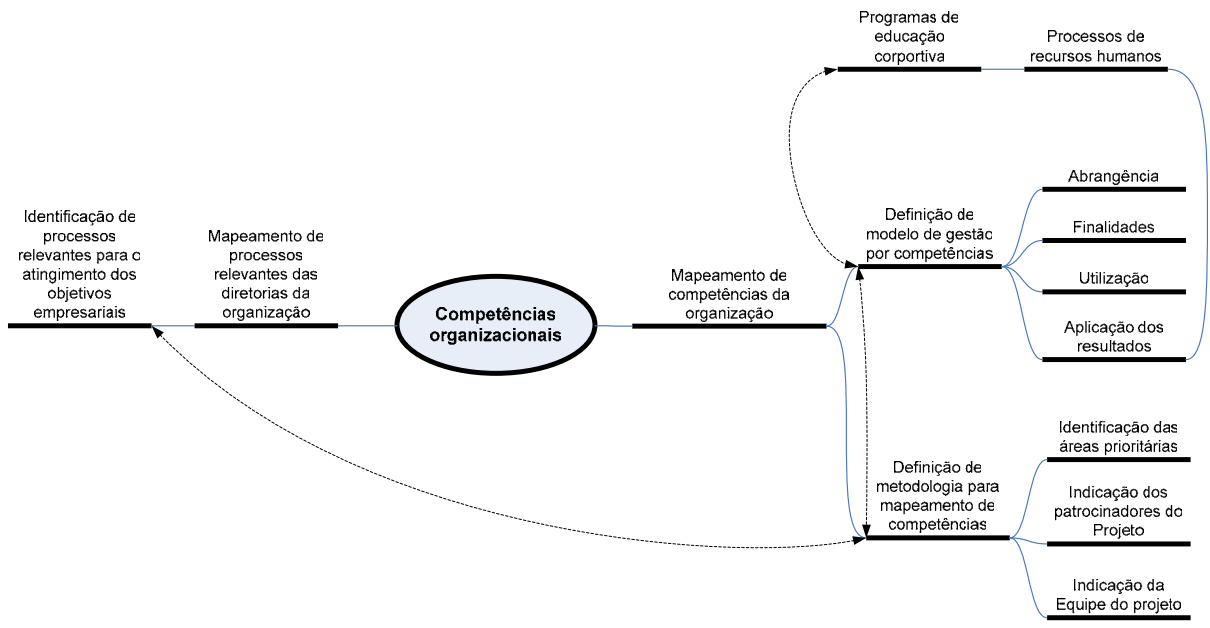 Programas de
educação
corportiva
Processos de
recursos humanos
Abrangência
Finalidades
Utilização
Aplicação dos
resultados
Definição de
modelo de gestão
por competências
Identificação de
processos
relevantes para o
atingimento dos
objetivos
empresariais
Mapeamento de
processos
relevantes das
diretorias da
organização
Competências
organizacionais
Mapeamento de
competências da
organização
Definição de
metodologia para
mapeamento de
competências
Identificação das
áreas prioritárias
Indicação dos
patrocinadores do
Projeto
Indicação da
Equipe do projeto